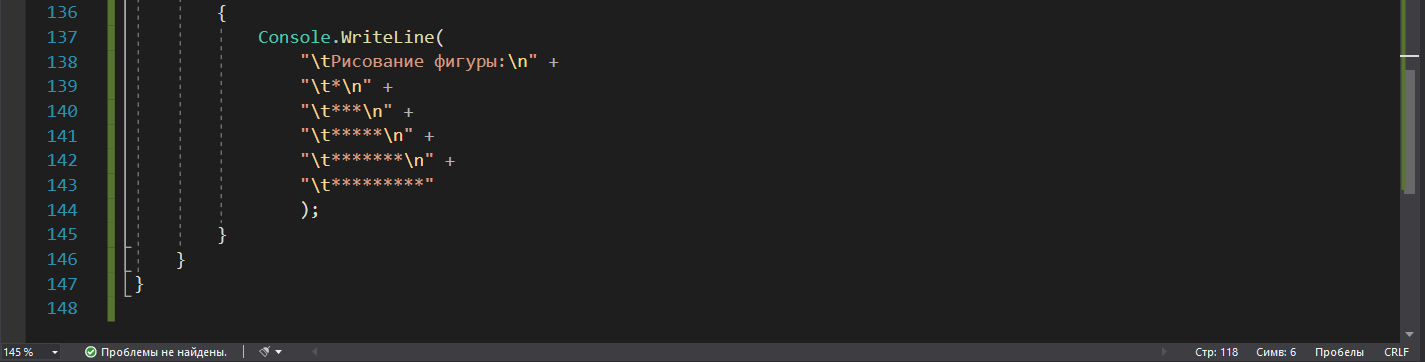 136 {
137 Console.WriteLine(
138 "\tРисование фигуры:\n" +
139 "\t*\n" +
140 "\t***\n" +
141 "\t*****\n" +
142 "\t*******\n" +
143 "\t*********"
144 );
145 }
146 }
147 }
148
145 % Проблемы не найдены. Стр: 118 Симв: 6 Пробелы CRLF